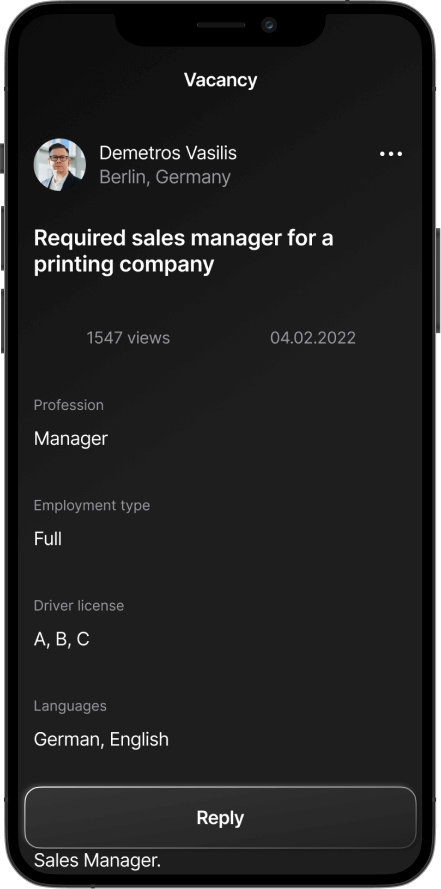 Vacancy
Demetros Vasilis
Berlin, Germany
Required sales manager for a
printing company
1547 views
04.02.2022
Profession
Manager
Employment type
Full
Driver license
A, B, C
Languages
German, English
Reply
Sales Manager.